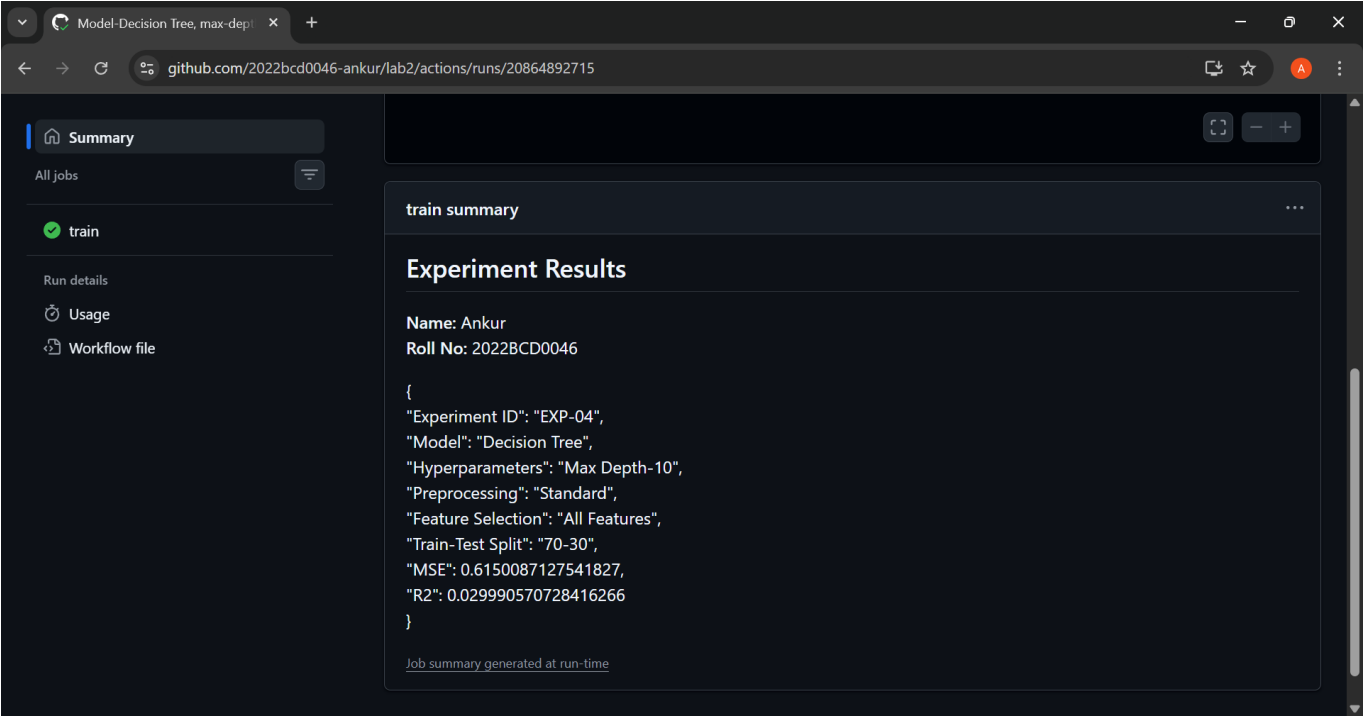 Model-Decision Tree, max-dept
github.com/2022bcd0046-ankur/lab2/actions/runs/20864892715
A
Summary
All jobs
train
Run details
Usage
Workflow file
train summary
Experiment Results
Name: Ankur
Roll No: 2022BCD0046
{
"Experiment ID": "EXP-04",
"Model": "Decision Tree",
"Hyperparameters": "Max Depth-10",
"Preprocessing": "Standard",
"Feature Selection": "All Features",
"Train-Test Split": "70-30",
"MSE": 0.6150087127541827,
"R2": 0.029990570728416266
}
Job summary generated at run-time